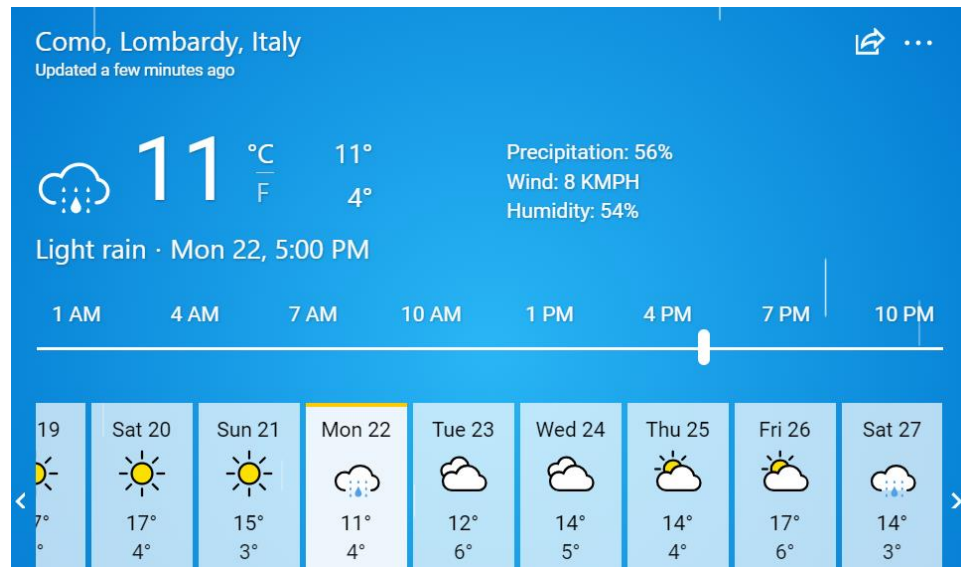 Como, Lombardy, Italy
Updated a few minutes ago
11 °C F 11° 4°
Precipitation: 56%
Wind: 8 KMPH
Humidity: 54%
Light rain · Mon 22, 5:00 PM
1 AM 4 AM 7 AM 10 AM 1 PM 4 PM 7 PM 10 PM
19 Sat 20 Sun 21 Mon 22 Tue 23 Wed 24 Thu 25 Fri 26 Sat 27
7° 17° 15° 11° 12° 14° 14° 17° 14°
° 4° 3° 4° 6° 5° 4° 6° 3°